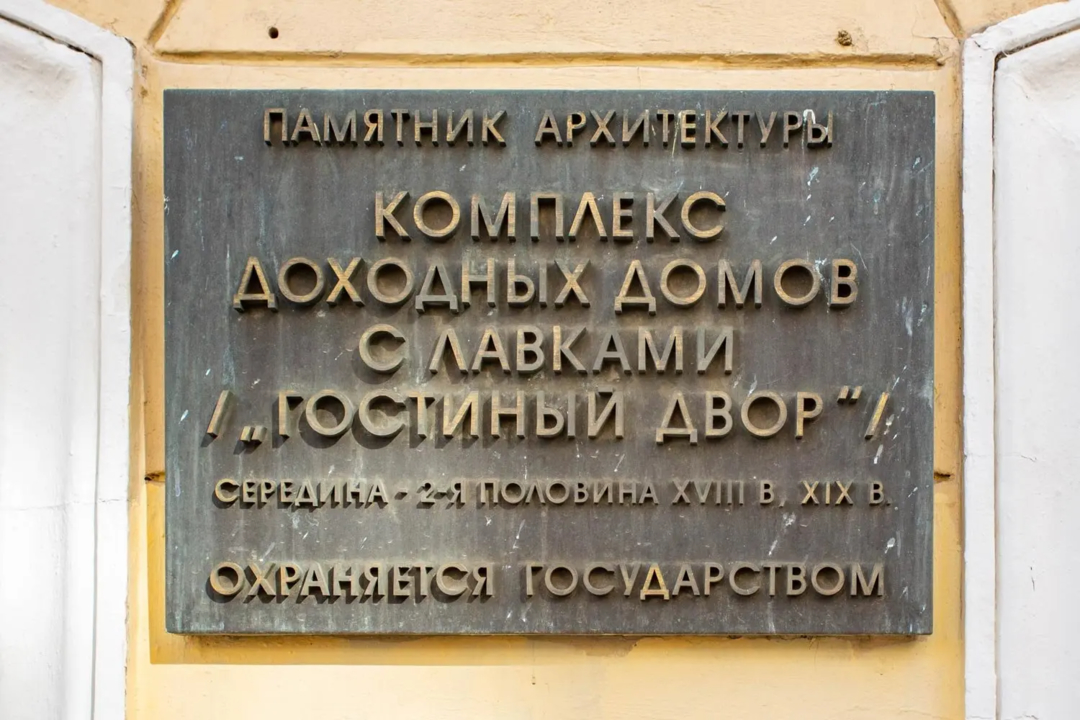 ПАМЯТНИК АРХИТЕКТУРЫ
КОМПЛЕКС
ДОХОДНЫХ ДОМОВ
С ЛАВКАМИ
/„ГОСТИНЫЙ ДВОР"/
СЕРЕДИНА - 2-Я ПОЛОВИНА XVIII В, XIX В.
ОХРАНЯЕТСЯ ГОСУДАРСТВОМ